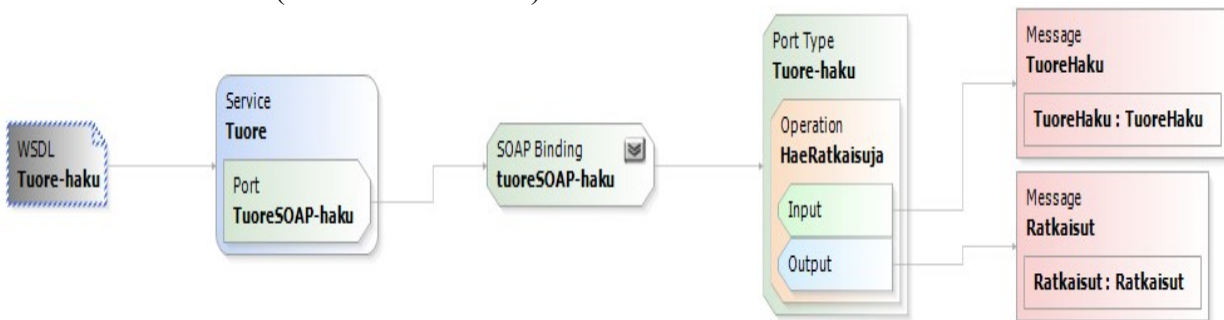 WSDL
Tuore-haku
Service
Tuore
Port
TuoreSOAP-haku
SOAP Binding
tuoreSOAP-haku
Port Type
Tuore-haku
Operation
HaeRatkaisuja
Input
Output
Message
TuoreHaku
TuoreHaku : TuoreHaku
Message
Ratkaisut
Ratkaisut : Ratkaisut